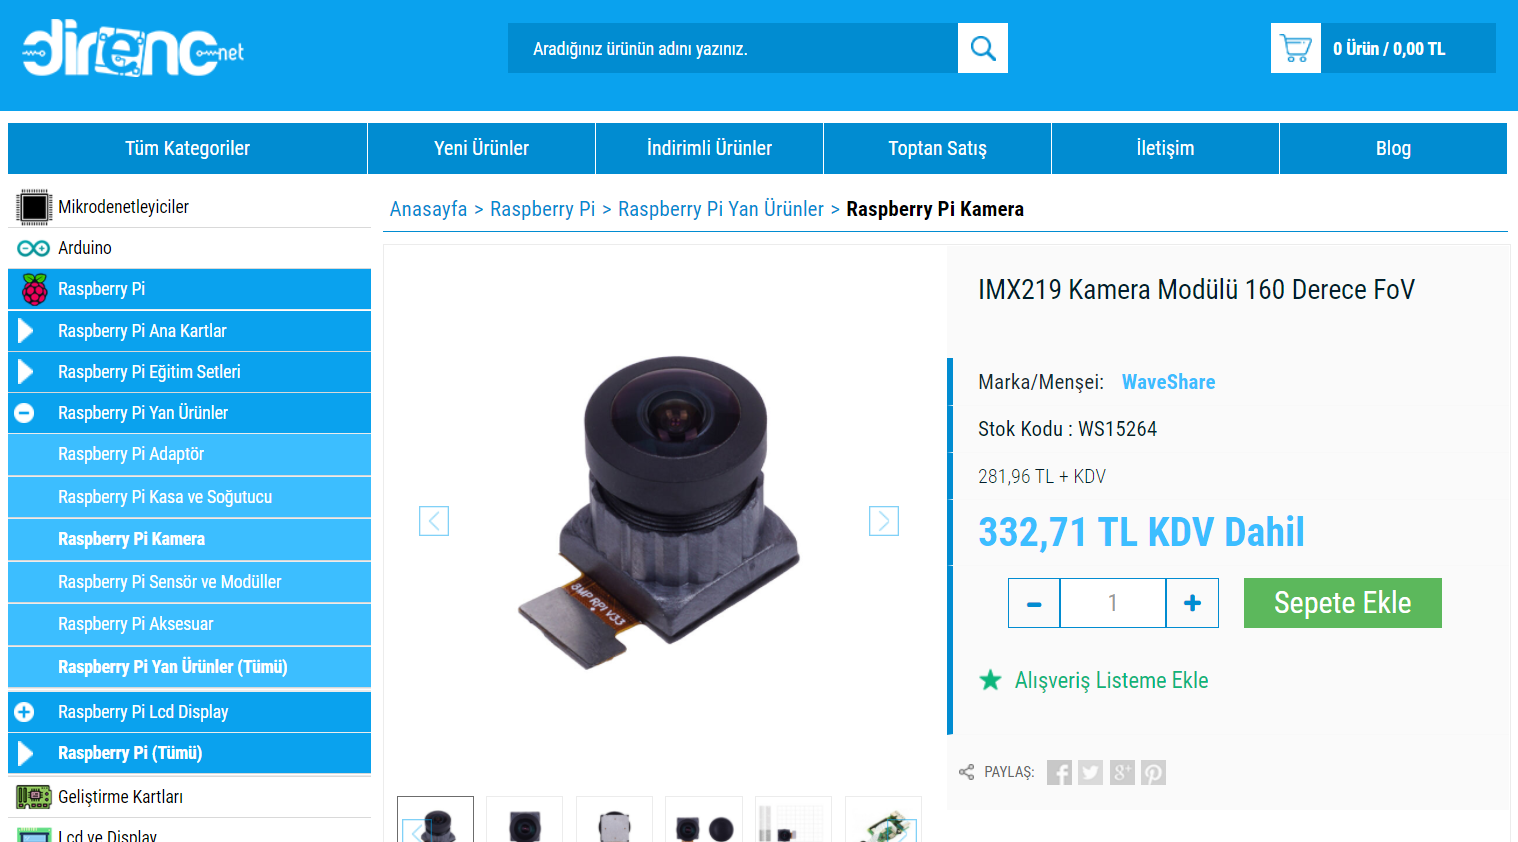 direnc.net
Aradığınız ürünün adını yazınız.
0 Ürün / 0,00 TL
Tüm Kategoriler
Yeni Ürünler
İndirimli Ürünler
Toptan Satış
İletişim
Blog
Mikrodenetleyiciler
Arduino
Raspberry Pi
Raspberry Pi Ana Kartlar
Raspberry Pi Eğitim Setleri
Raspberry Pi Yan Ürünler
Raspberry Pi Adaptör
Raspberry Pi Kasa ve Soğutucu
Raspberry Pi Kamera
Raspberry Pi Sensör ve Modüller
Raspberry Pi Aksesuar
Raspberry Pi Yan Ürünler (Tümü)
Raspberry Pi Lcd Display
Raspberry Pi (Tümü)
Geliştirme Kartları
Lcd ve Display
Anasayfa > Raspberry Pi > Raspberry Pi Yan Ürünler > Raspberry Pi Kamera
8MP RPI V33
IMX219 Kamera Modülü 160 Derece FoV
Marka/Menşei: WaveShare
Stok Kodu : WS15264
281,96 TL + KDV
332,71 TL KDV Dahil
- 1 +
Sepete Ekle
Alışveriş Listeme Ekle
PAYLAŞ: